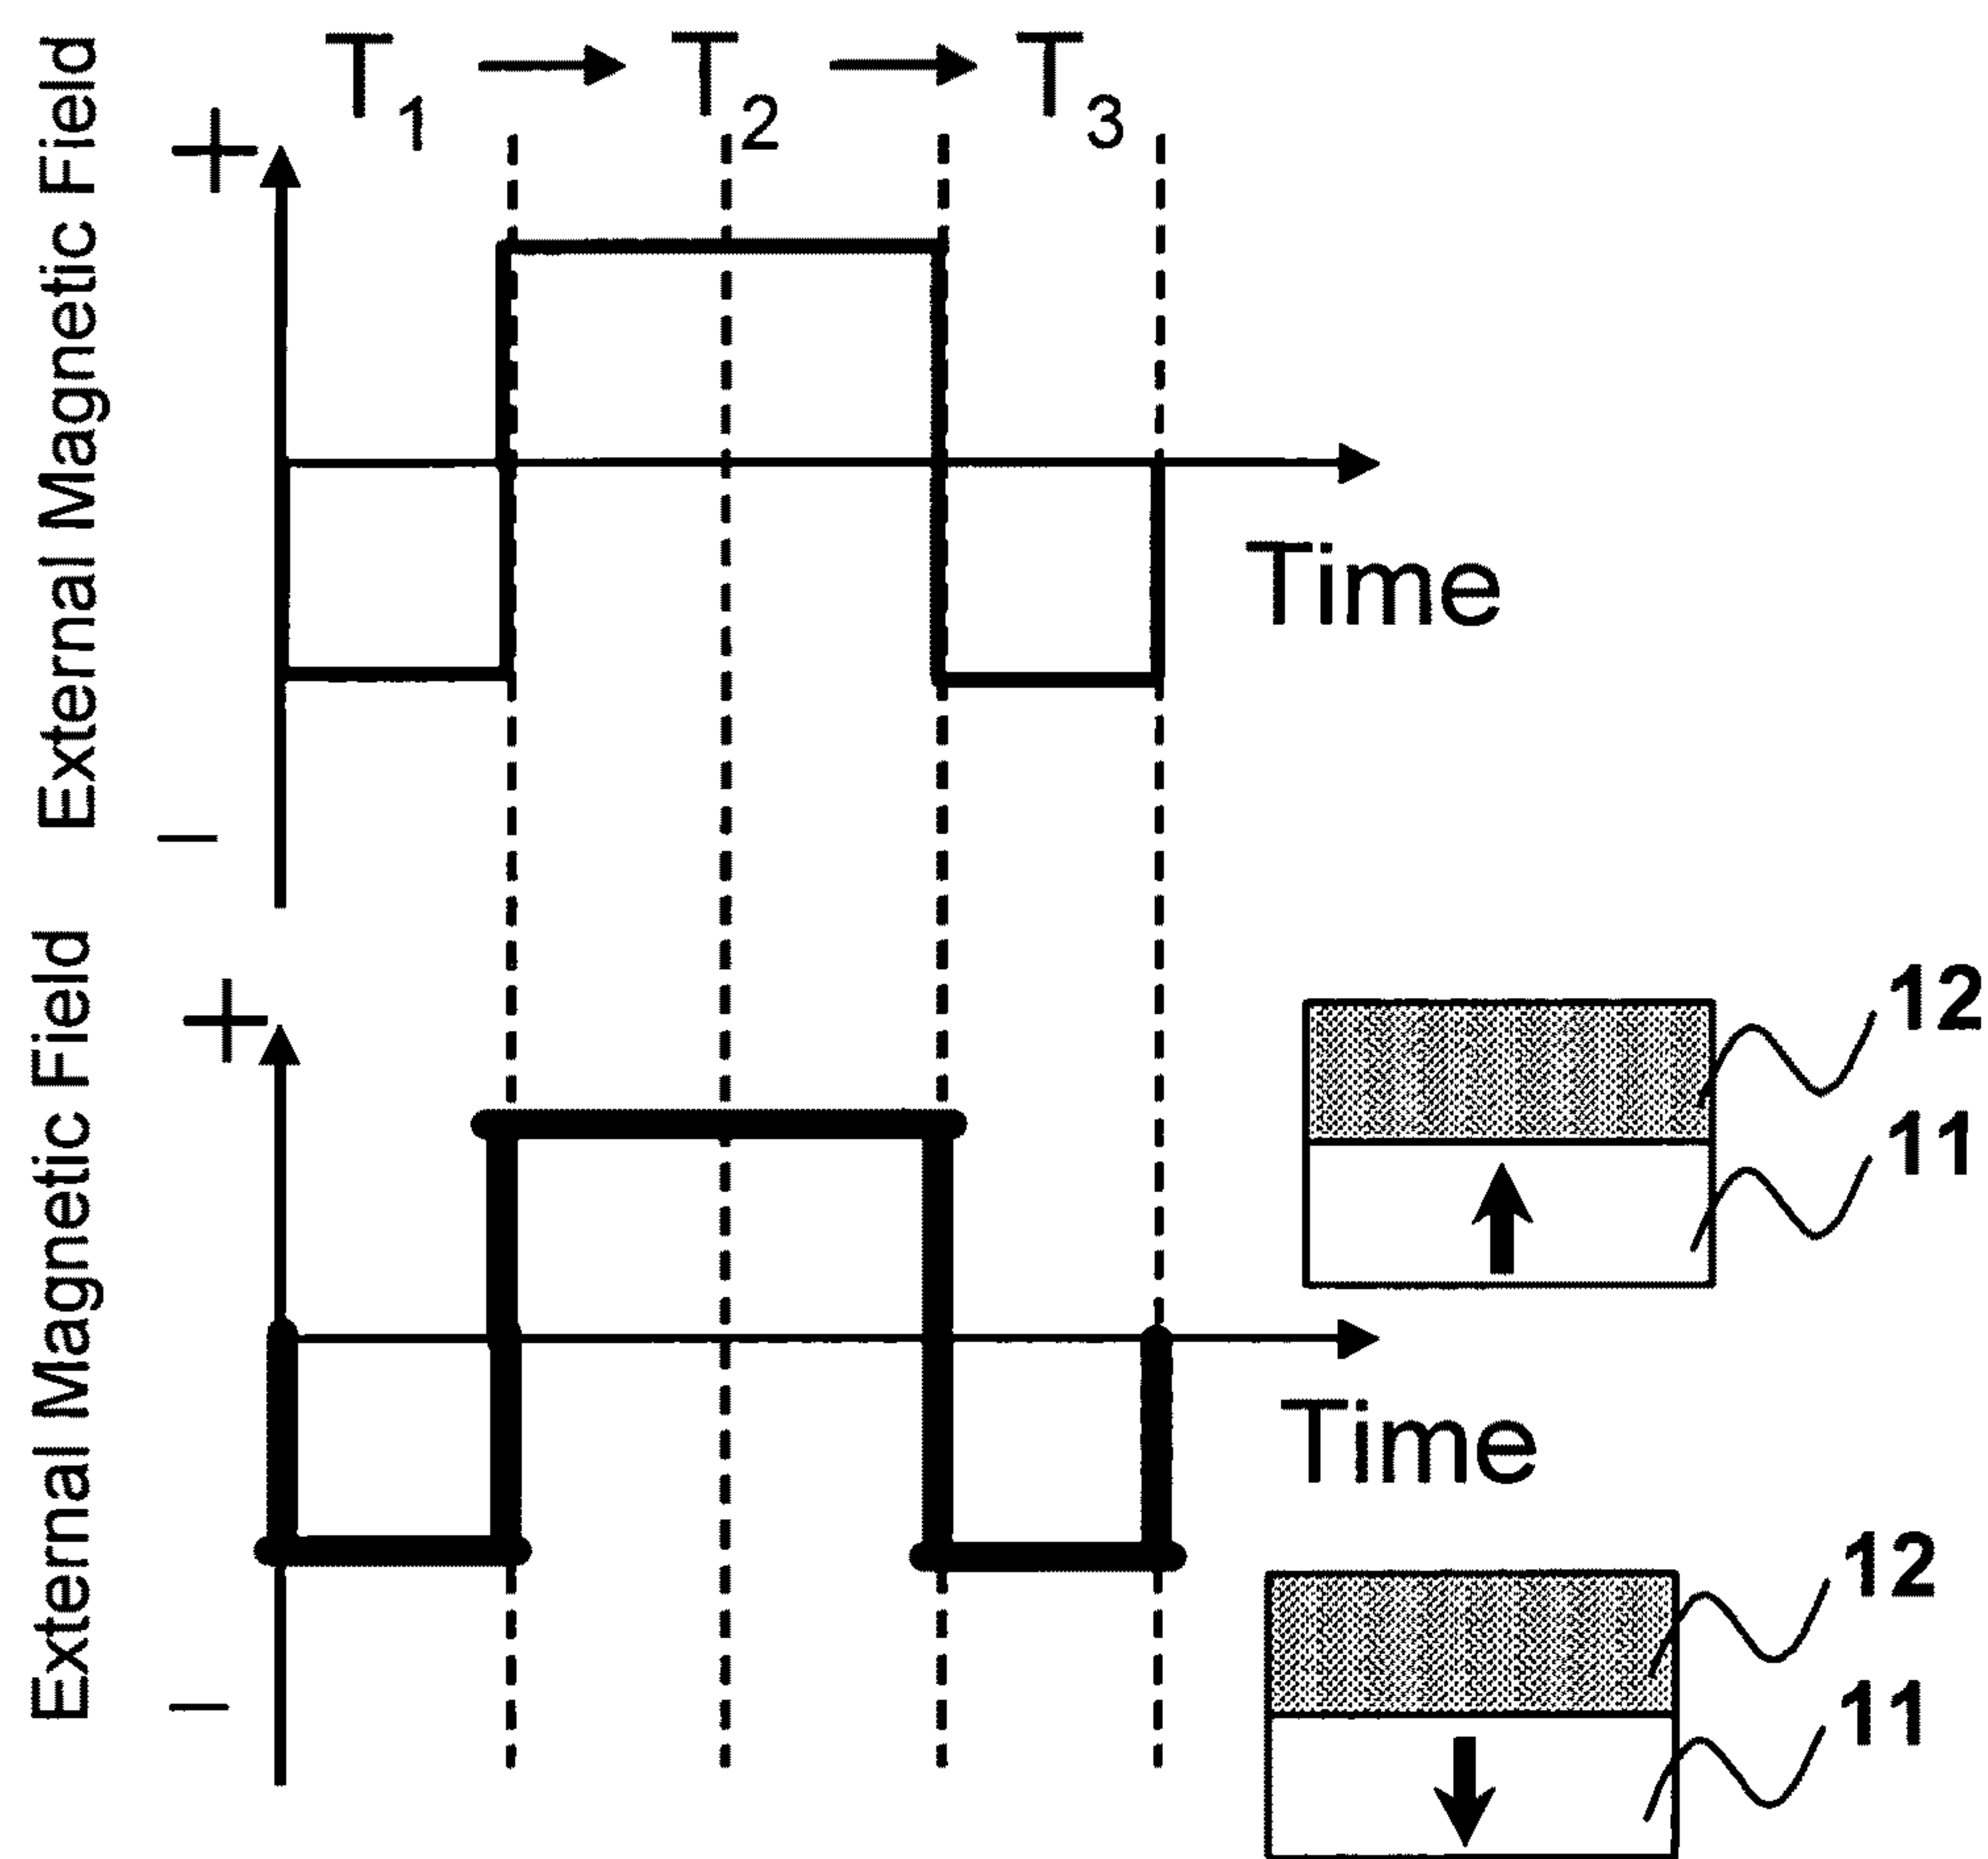 T1 → T2 → T3
External Magnetic Field
+
Time
−
External Magnetic Field
+
12
11
Time
−
12
11